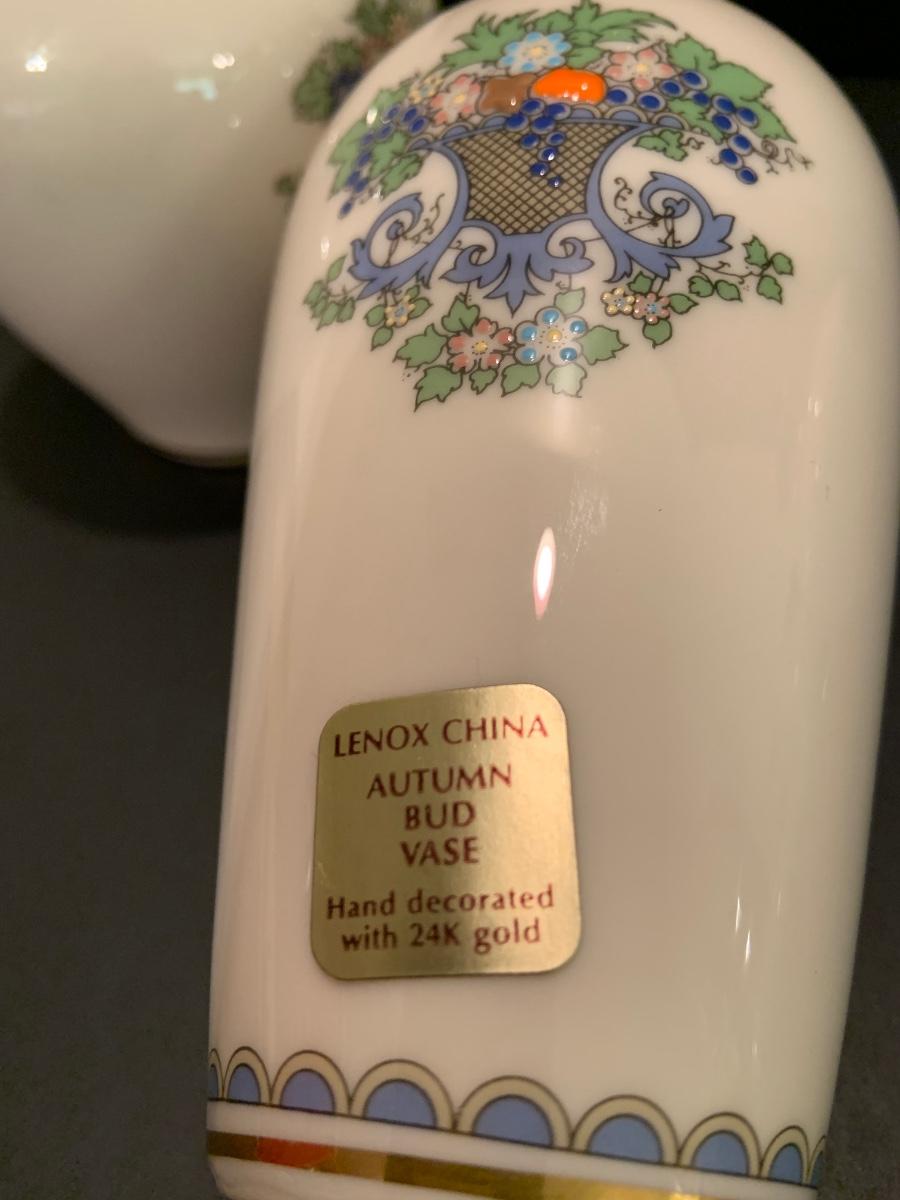 LENOX CHINA
AUTUMN
BUD
VASE
Hand decorated
with 24K gold